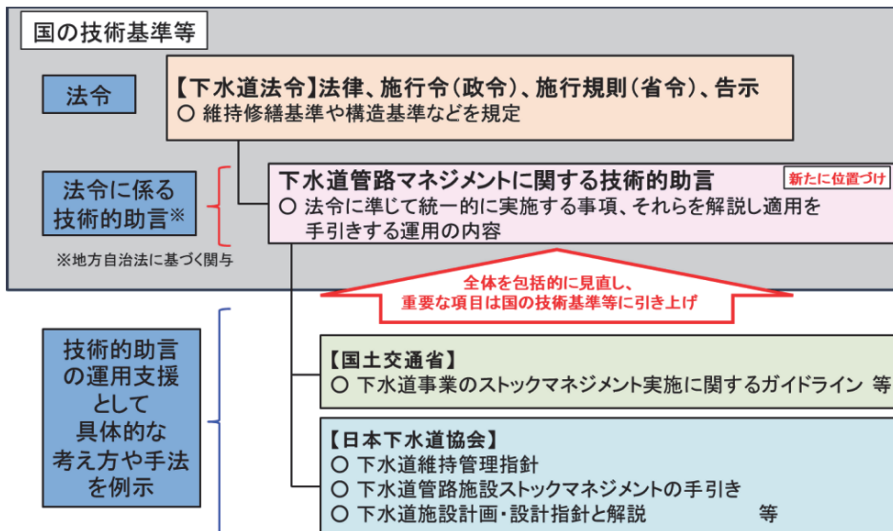 国の技術基準等
法令
【下水道法令】法律、施行令(政令)、施行規則(省令)、告示
○ 維持修繕基準や構造基準などを規定
法令に係る
技術的助言※
※地方自治法に基づく関与
下水道管路マネジメントに関する技術的助言
新たに位置づけ
○ 法令に準じて統一的に実施する事項、それらを解説し適用を
手引きする運用の内容
全体を包括的に見直し、
重要な項目は国の技術基準等に引き上げ
技術的助言
の運用支援
として
具体的な
考え方や手法
を例示
【国土交通省】
○ 下水道事業のストックマネジメント実施に関するガイドライン 等
【日本下水道協会】
○ 下水道維持管理指針
○ 下水道管路施設ストックマネジメントの手引き
○ 下水道施設計画・設計指針と解説 等